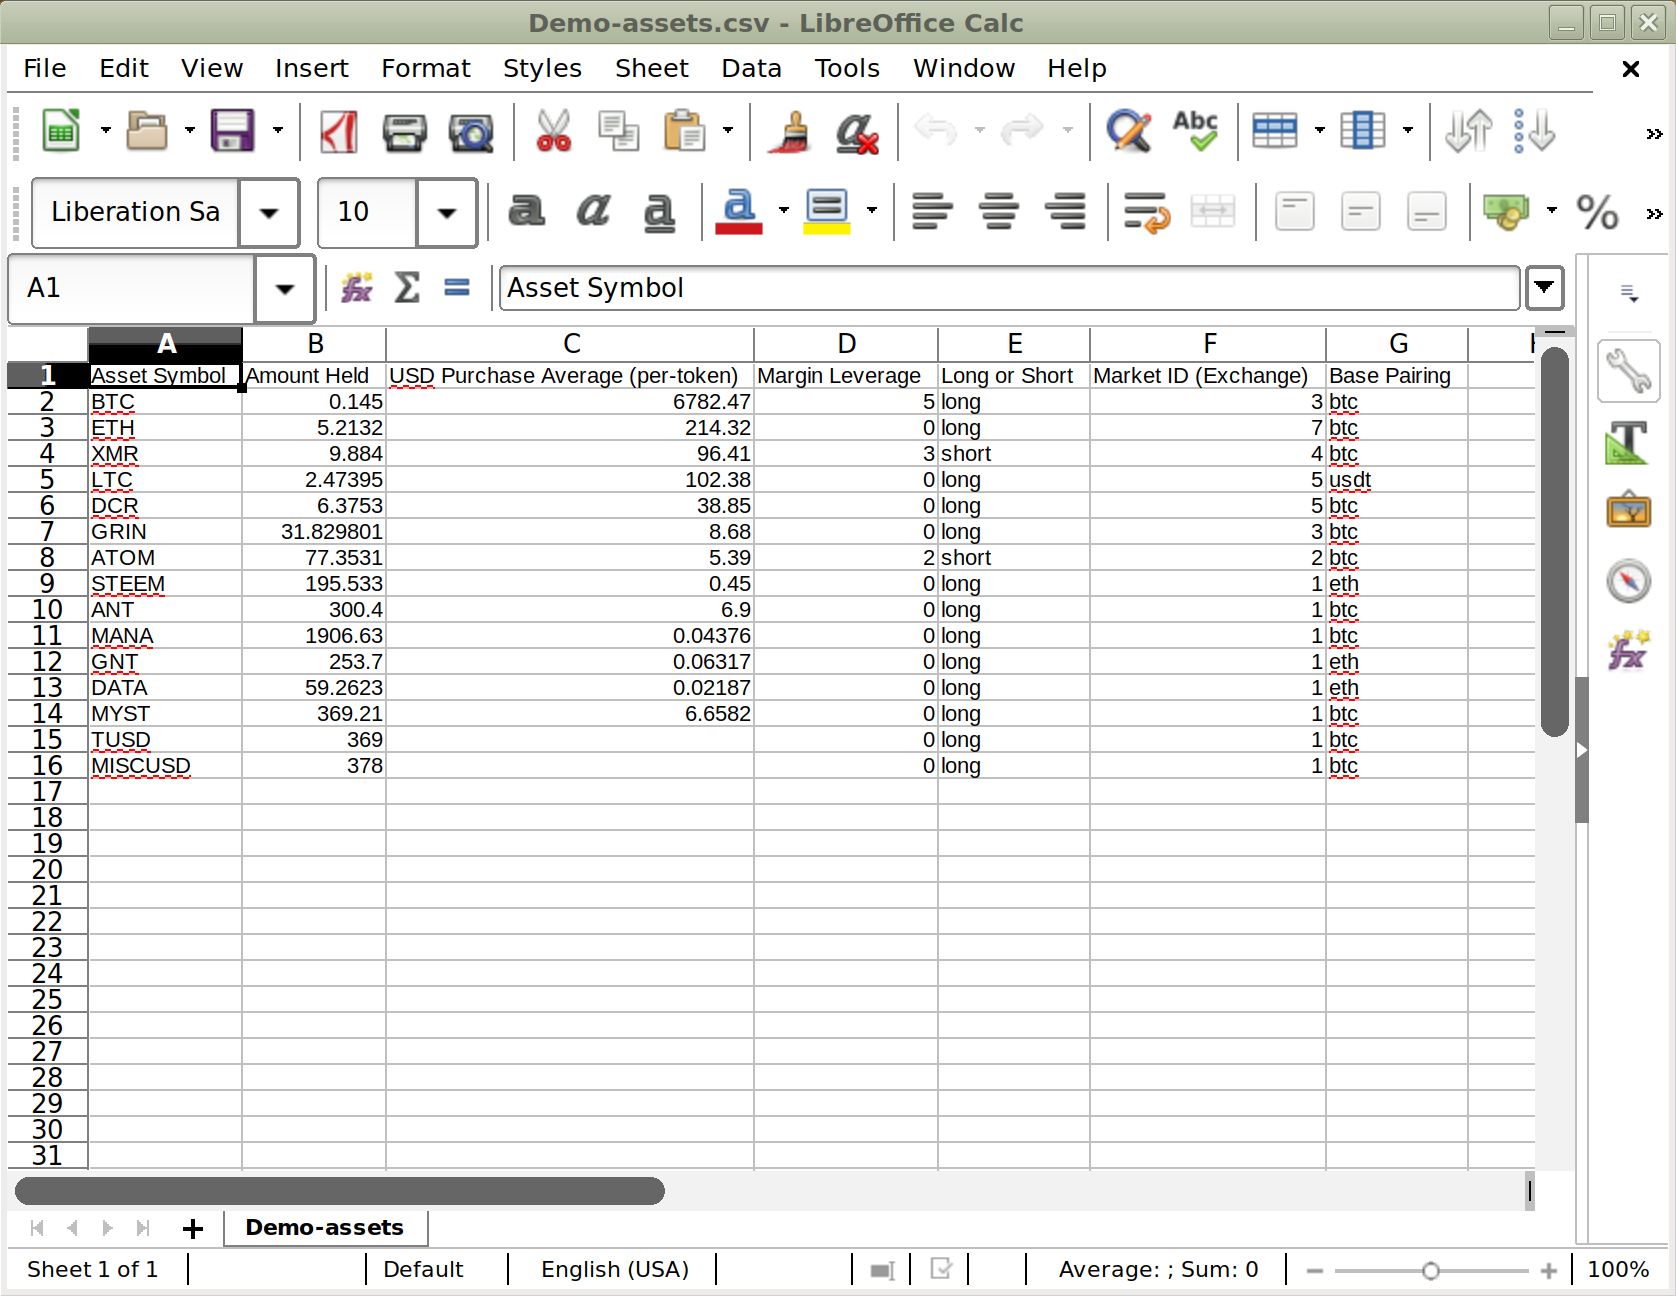 Demo-assets.csv - LibreOffice Calc
File Edit View Insert Format Styles Sheet Data Tools Window Help
Abc
Liberation Sa 10 a a a a %
A1 fx Σ = Asset Symbol
A B C D E F G
1 Asset Symbol Amount Held USD Purchase Average (per-token) Margin Leverage Long or Short Market ID (Exchange) Base Pairing
2 BTC 0.145 6782.47 5 long 3 btc
3 ETH 5.2132 214.32 0 long 7 btc
4 XMR 9.884 96.41 3 short 4 btc
5 LTC 2.47395 102.38 0 long 5 usdt
6 DCR 6.3753 38.85 0 long 5 btc
7 GRIN 31.829801 8.68 0 long 3 btc
8 ATOM 77.3531 5.39 2 short 2 btc
9 STEEM 195.533 0.45 0 long 1 eth
10 ANT 300.4 6.9 0 long 1 btc
11 MANA 1906.63 0.04376 0 long 1 btc
12 GNT 253.7 0.06317 0 long 1 eth
13 DATA 59.2623 0.02187 0 long 1 eth
14 MYST 369.21 6.6582 0 long 1 btc
15 TUSD 369 0 long 1 btc
16 MISCUSD 378 0 long 1 btc
17
18
19
20
21
22
23
24
25
26
27
28
29
30
31
Demo-assets
Sheet 1 of 1 Default English (USA) Average: ; Sum: 0 100%